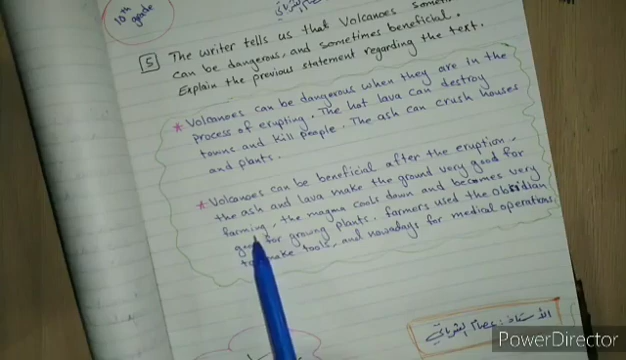 10th
grade
5 The writer tells us that Volcanoes
can be dangerous, and sometimes beneficial.
Explain the previous statement regarding the text.
* Volcanoes can be dangerous when they are in the
process of erupting. The hot lava can destroy
towns and kill people. The ash can crush houses
and plants.
* Volcanoes can be beneficial after the eruption,
the ash and lava make the ground very good for
farming, the magma cools down and becomes very
good for growing plants. farmers used the obsidian
to make tools, and nowadays for medical operations
الأستاذ: عصام الشرباتي
PowerDirector